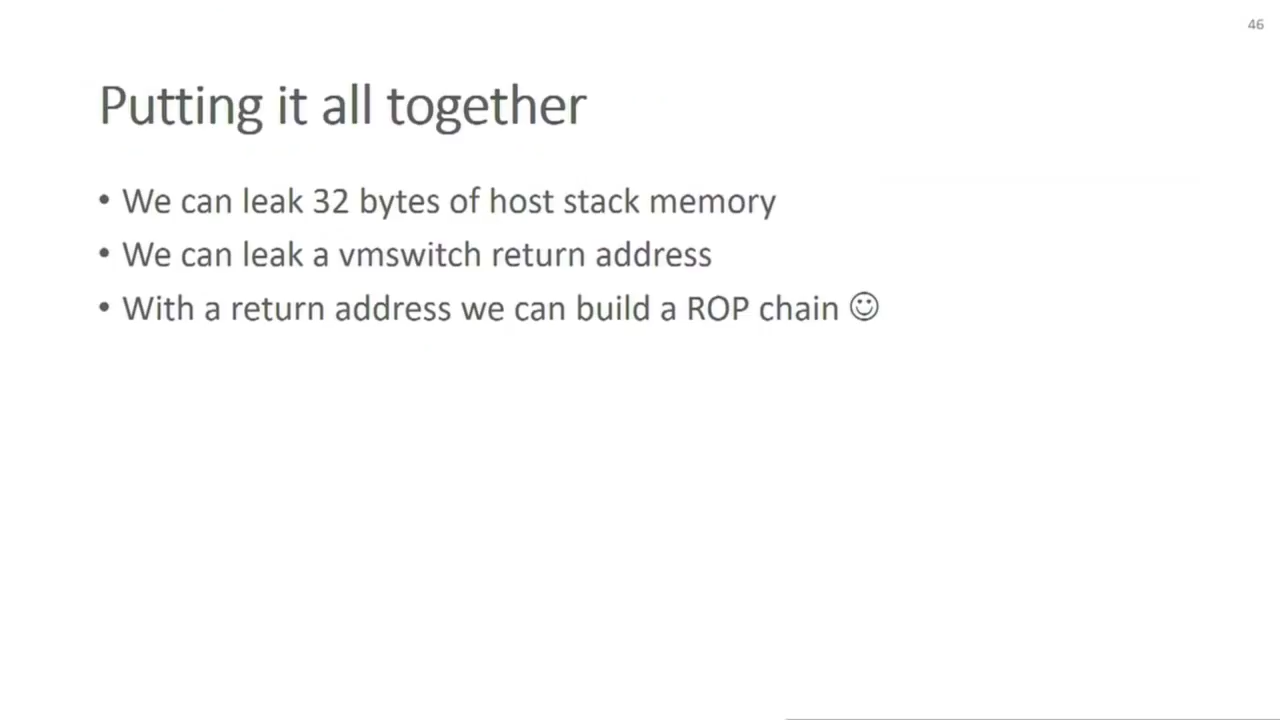 46
Putting it all together
• We can leak 32 bytes of host stack memory
• We can leak a vmswitch return address
• With a return address we can build a ROP chain ☺